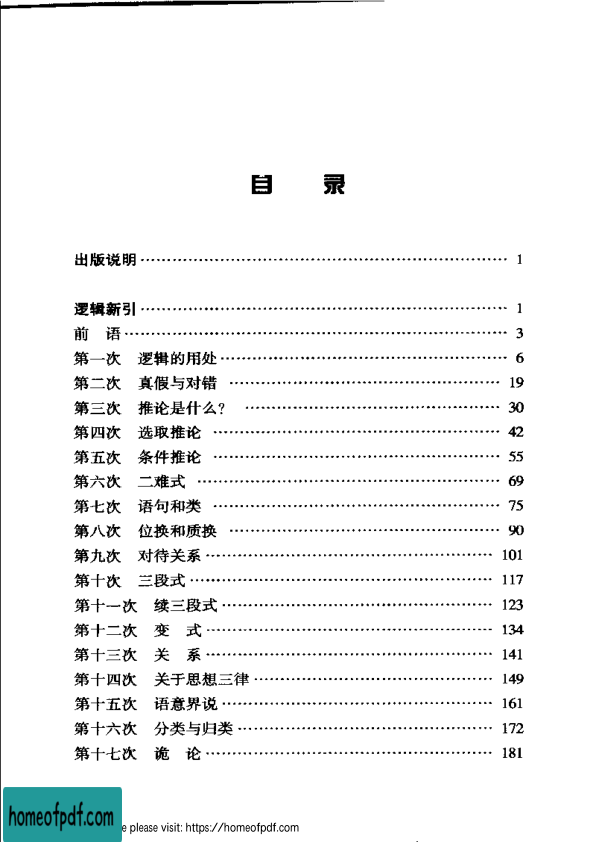 目 录
出版说明 …… 1
逻辑新引 …… 1
前 语 …… 3
第一次 逻辑的用处 …… 6
第二次 真假与对错 …… 19
第三次 推论是什么？ …… 30
第四次 选取推论 …… 42
第五次 条件推论 …… 55
第六次 二难式 …… 69
第七次 语句和类 …… 75
第八次 位换和质换 …… 90
第九次 对待关系 …… 101
第十次 三段式 …… 117
第十一次 续三段式 …… 123
第十二次 变 式 …… 134
第十三次 关 系 …… 141
第十四次 关于思想三律 …… 149
第十五次 语意界说 …… 161
第十六次 分类与归类 …… 172
第十七次 诡 论 …… 181
homeofpdf.com
e please visit: https://homeofpdf.com